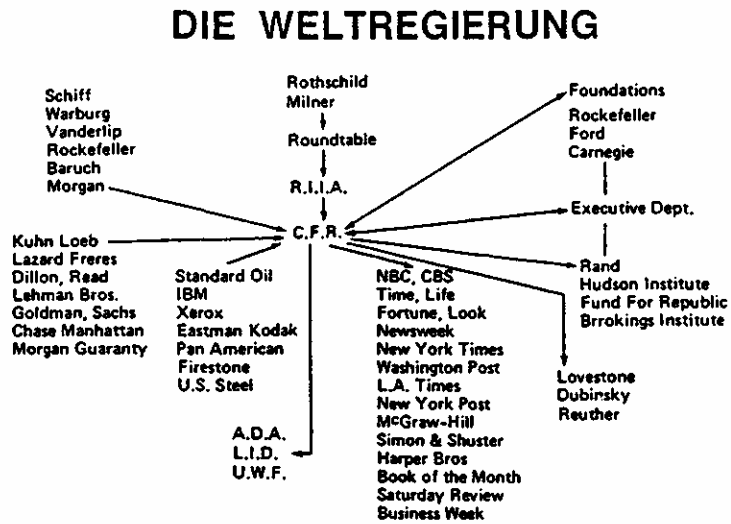 DIE WELTREGIERUNG
Schiff
Warburg
Vanderlip
Rockefeller
Baruch
Morgan
Rothschild
Milner
Roundtable
R.I.I.A.
C.F.R.
Foundations
Rockefeller
Ford
Carnegie
Executive Dept.
Rand
Hudson Institute
Fund For Republic
Brrokings Institute
Kuhn Loeb
Lazard Freres
Dillon, Read
Lehman Bros.
Goldman, Sachs
Chase Manhattan
Morgan Guaranty
Standard Oil
IBM
Xerox
Eastman Kodak
Pan American
Firestone
U.S. Steel
NBC, CBS
Time, Life
Fortune, Look
Newsweek
New York Times
Washington Post
L.A. Times
New York Post
McGraw-Hill
Simon & Shuster
Harper Bros
Book of the Month
Saturday Review
Business Week
Lovestone
Dubinsky
Reuther
A.D.A.
L.I.D.
U.W.F.